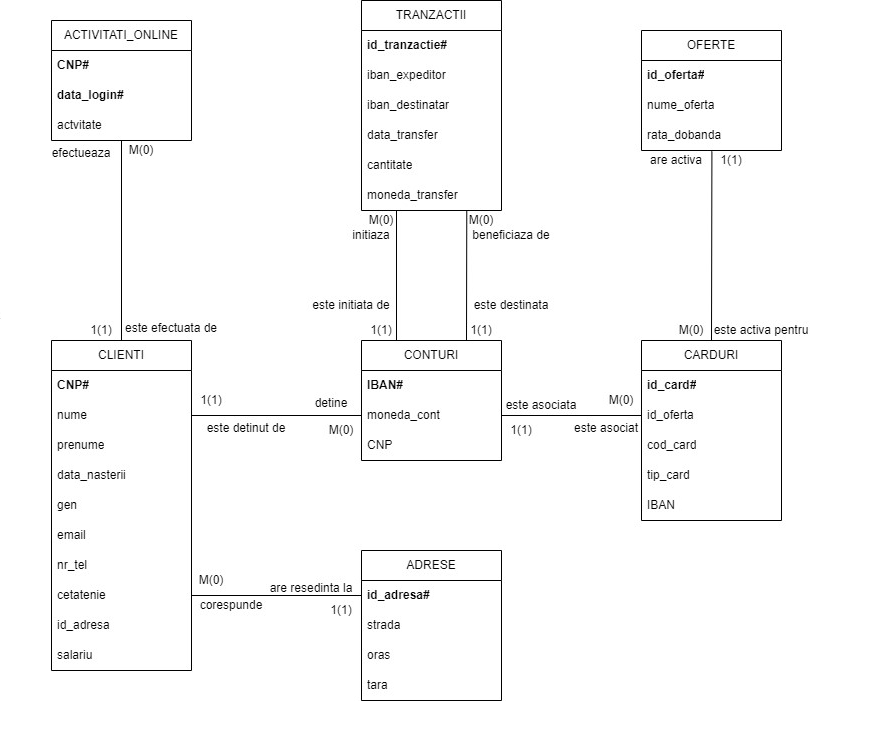 ACTIVITATI_ONLINE
CNP#
data_login#
actvitate
efectueaza
M(0)
TRANZACTII
id_tranzactie#
iban_expeditor
iban_destinatar
data_transfer
cantitate
moneda_transfer
M(0)
M(0)
initiaza
beneficiaza de
OFERTE
id_oferta#
nume_oferta
rata_dobanda
are activa
1(1)
este initiata de
este destinata
1(1)
este efectuata de
1(1)
1(1)
M(0)
este activa pentru
CLIENTI
CNP#
nume
prenume
data_nasterii
gen
email
nr_tel
cetatenie
id_adresa
salariu
1(1)
detine
este detinut de
M(0)
CONTURI
IBAN#
moneda_cont
CNP
este asociata
M(0)
1(1)
este asociat
CARDURI
id_card#
id_oferta
cod_card
tip_card
IBAN
M(0)
are resedinta la
corespunde
1(1)
ADRESE
id_adresa#
strada
oras
tara